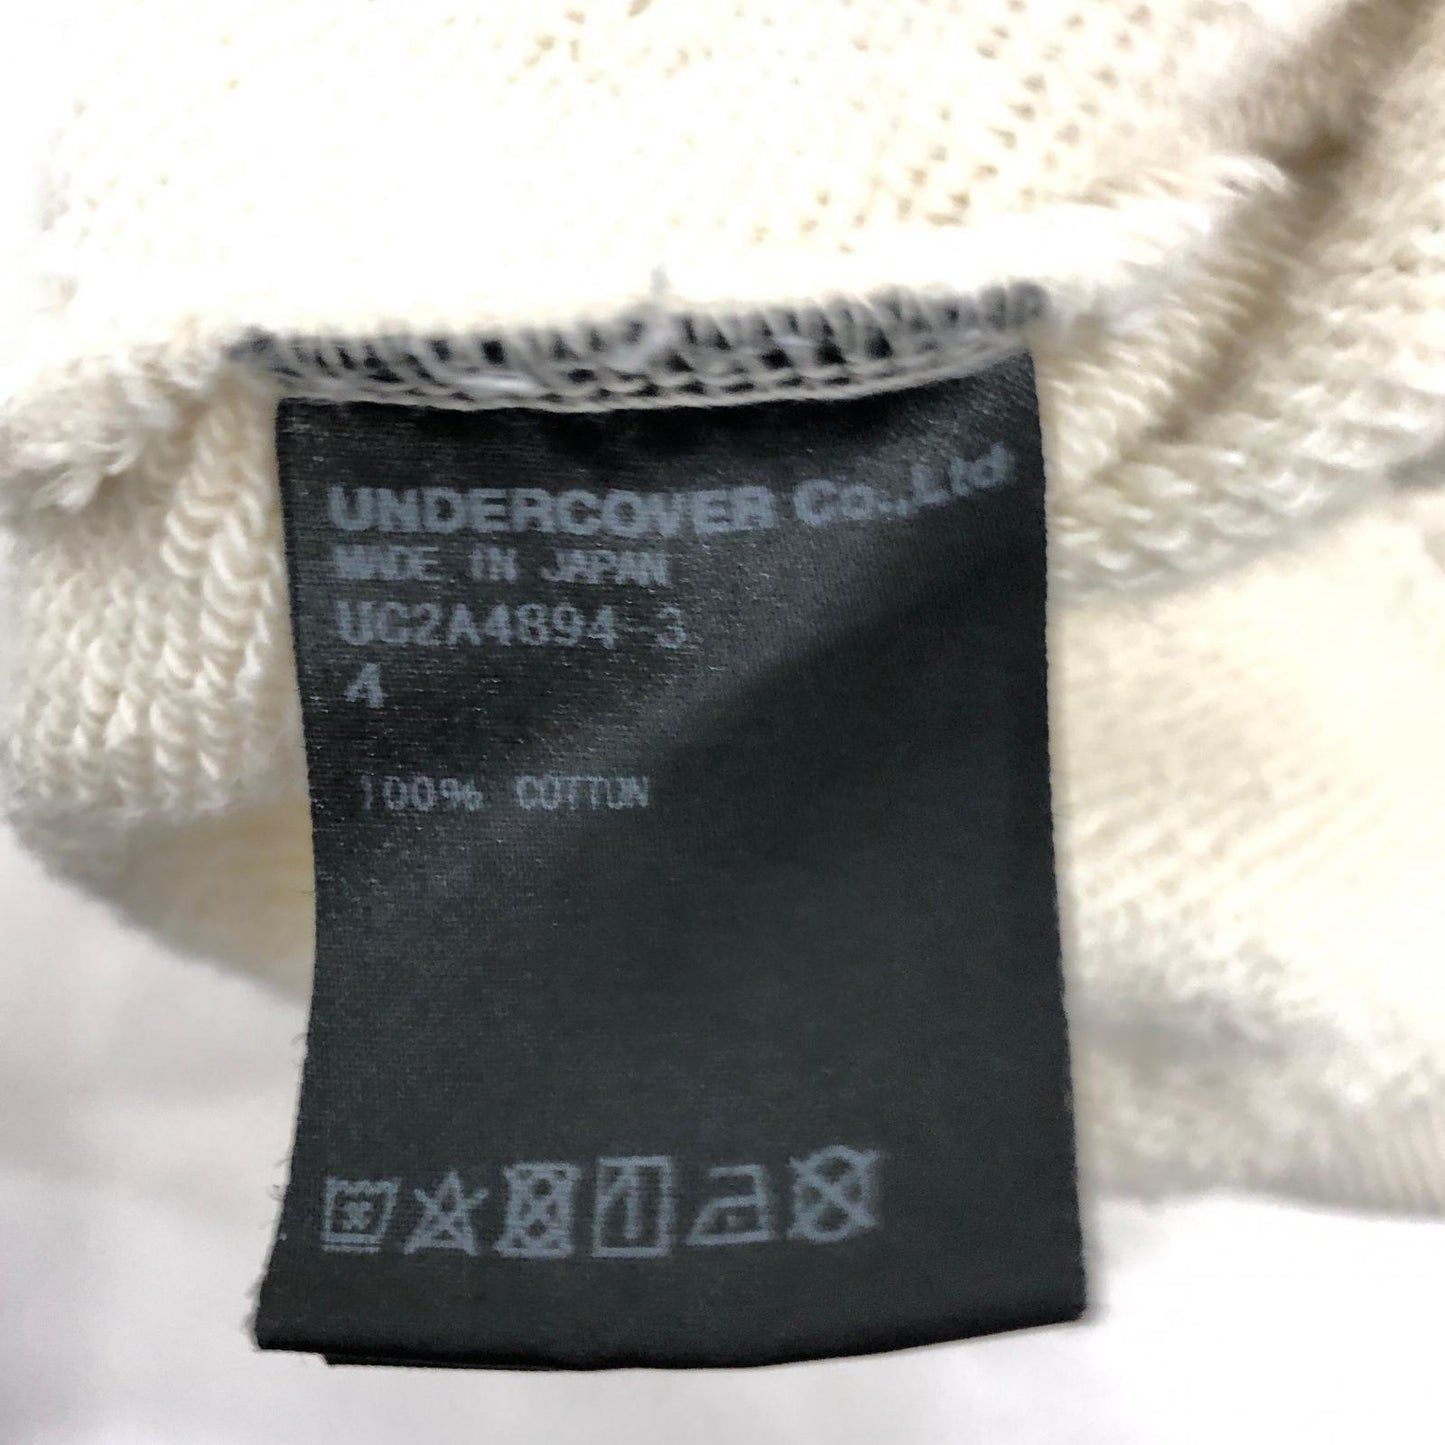 UNDERCOVER Co.,Ltd
MADE IN JAPAN
UC2A4894-3
4
100% COTTON